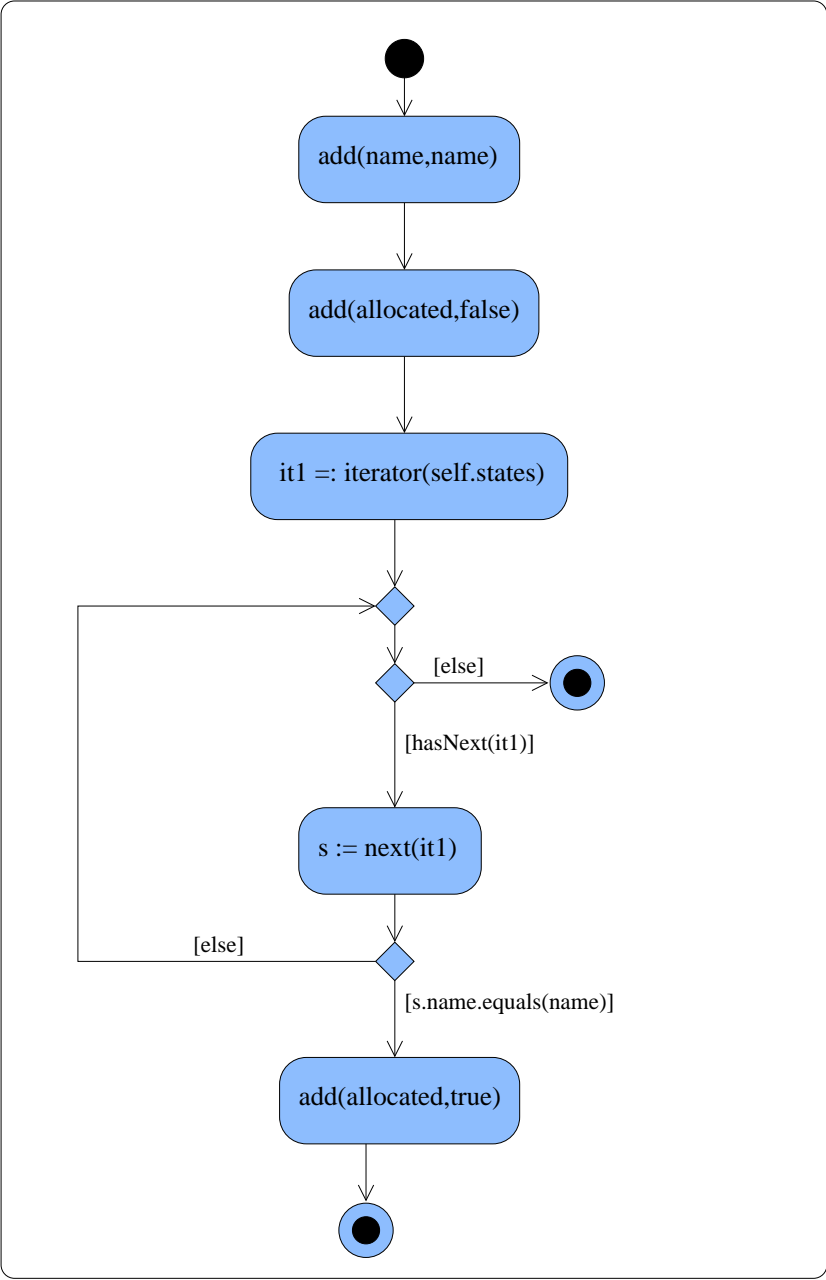 add(name,name)
add(allocated,false)
it1 =: iterator(self.states)
[else]
[hasNext(it1)]
s := next(it1)
[else]
[s.name.equals(name)]
add(allocated,true)